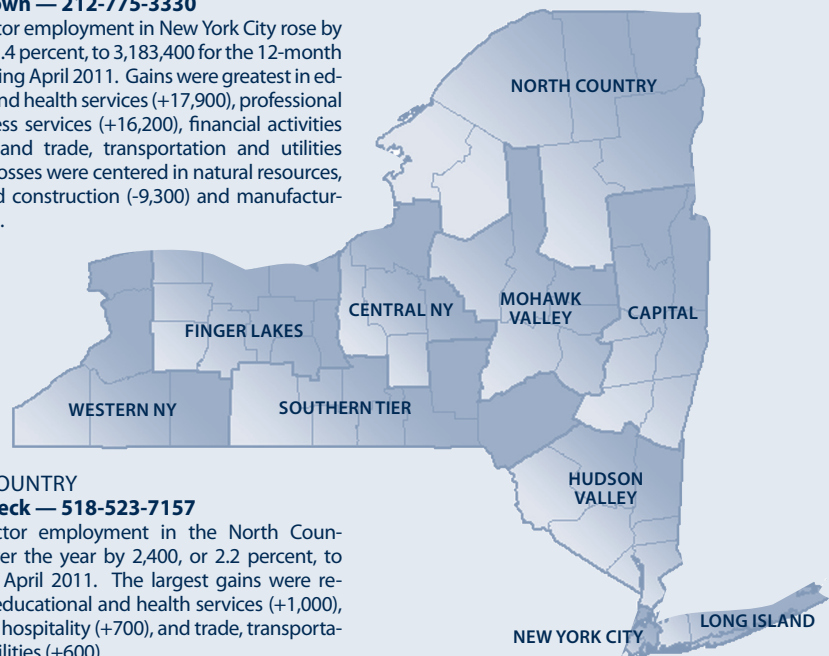 own — 212-775-3330
tor employment in New York City rose by
.4 percent, to 3,183,400 for the 12-month
ing April 2011. Gains were greatest in ed-
nd health services (+17,900), professional
ess services (+16,200), financial activities
and trade, transportation and utilities
osses were centered in natural resources,
d construction (-9,300) and manufactur-
.
NORTH COUNTRY
CENTRAL NY
MOHAWK
VALLEY
CAPITAL
FINGER LAKES
WESTERN NY
SOUTHERN TIER
HUDSON
VALLEY
NEW YORK CITY
LONG ISLAND
OUNTRY
eck — 518-523-7157
ctor employment in the North Coun-
er the year by 2,400, or 2.2 percent, to
April 2011. The largest gains were re-
educational and health services (+1,000),
hospitality (+700), and trade, transporta-
ilities (+600).